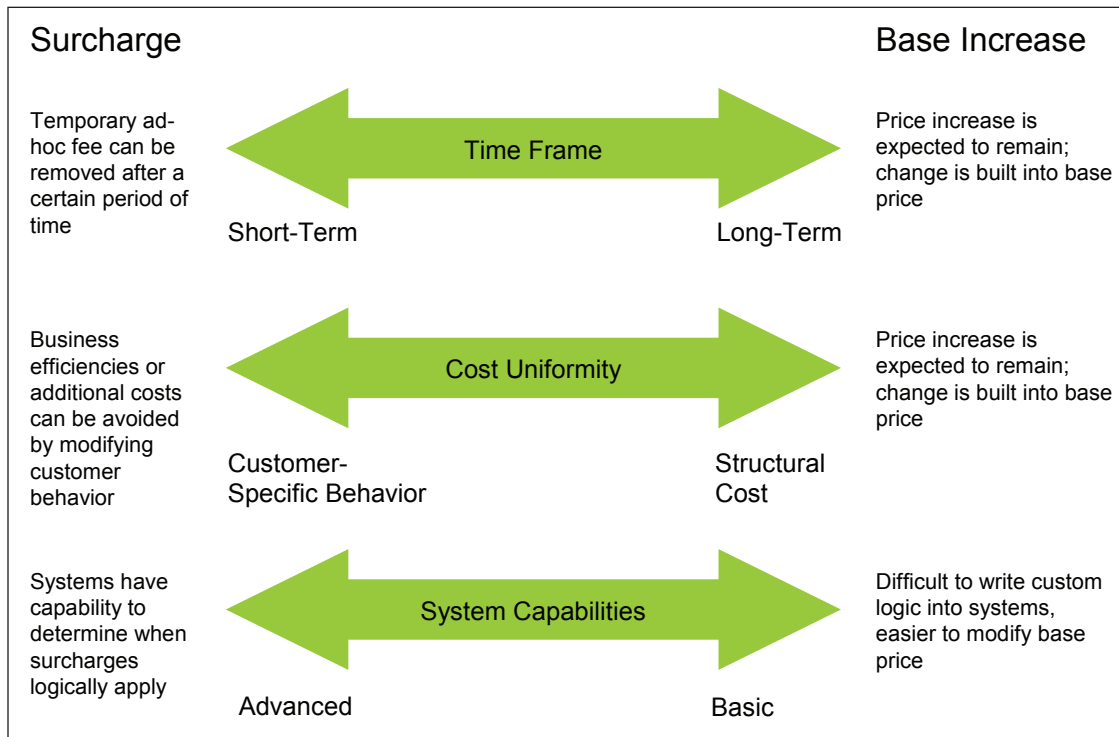 Surcharge
Base Increase
Temporary ad-
hoc fee can be
removed after a
certain period of
time
Time Frame
Short-Term
Long-Term
Price increase is
expected to remain;
change is built into base
price
Business
efficiencies or
additional costs
can be avoided
by modifying
customer
behavior
Cost Uniformity
Customer-
Specific Behavior
Structural
Cost
Price increase is
expected to remain;
change is built into base
price
Systems have
capability to
determine when
surcharges
logically apply
System Capabilities
Advanced
Basic
Difficult to write custom
logic into systems,
easier to modify base
price